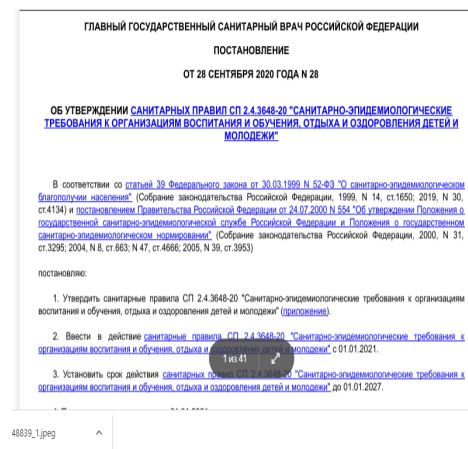 ГЛАВНЫЙ ГОСУДАРСТВЕННЫЙ САНИТАРНЫЙ ВРАЧ РОССИЙСКОЙ ФЕДЕРАЦИИ
ПОСТАНОВЛЕНИЕ
ОТ 28 СЕНТЯБРЯ 2020 ГОДА N 28
ОБ УТВЕРЖДЕНИИ САНИТАРНЫХ ПРАВИЛ СП 2.4.3648-20 "САНИТАРНО-ЭПИДЕМИОЛОГИЧЕСКИЕ
ТРЕБОВАНИЯ К ОРГАНИЗАЦИЯМ ВОСПИТАНИЯ И ОБУЧЕНИЯ, ОТДЫХА И ОЗДОРОВЛЕНИЯ ДЕТЕЙ И
МОЛОДЕЖИ"
В соответствии со статьей 39 Федерального закона от 30.03.1999 N 52-ФЗ "О санитарно-эпидемиологическом
благополучии населения" (Собрание законодательства Российской Федерации, 1999, N 14, ст.1650; 2019, N 30,
ст.4134) и постановлением Правительства Российской Федерации от 24.07.2000 N 554 "Об утверждении Положения о
государственной санитарно-эпидемиологической службе Российской Федерации и Положения о государственном
санитарно-эпидемиологическом нормировании" (Собрание законодательства Российской Федерации, 2000, N 31,
ст.3295; 2004, N 8, ст.663; N 47, ст.4666; 2005, N 39, ст.3953)
постановляю:
1. Утвердить санитарные правила СП 2.4.3648-20 "Санитарно-эпидемиологические требования к организациям
воспитания и обучения, отдыха и оздоровления детей и молодежи" (приложение).
2. Ввести в действие санитарные правила СП 2.4.3648-20 "Санитарно-эпидемиологические требования к
организациям воспитания и обучения, отдыха и оздоровления детей и молодежи" с 01.01.2021.
1 из 41
3. Установить срок действия санитарных правил СП 2.4.3648-20 "Санитарно-эпидемиологические требования к
организациям воспитания и обучения, отдыха и оздоровления детей и молодежи" до 01.01.2027.
48839_1.jpeg